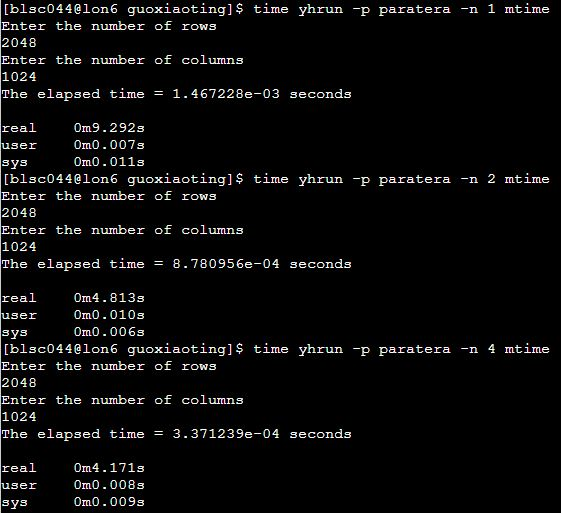 [blsc044@lon6 guoxiaoting]$ time yhrun -p paratera -n 1 mtime
Enter the number of rows
2048
Enter the number of columns
1024
The elapsed time = 1.467228e-03 seconds
real    0m9.292s
user    0m0.007s
sys     0m0.011s
[blsc044@lon6 guoxiaoting]$ time yhrun -p paratera -n 2 mtime
Enter the number of rows
2048
Enter the number of columns
1024
The elapsed time = 8.780956e-04 seconds
real    0m4.813s
user    0m0.010s
sys     0m0.006s
[blsc044@lon6 guoxiaoting]$ time yhrun -p paratera -n 4 mtime
Enter the number of rows
2048
Enter the number of columns
1024
The elapsed time = 3.371239e-04 seconds
real    0m4.171s
user    0m0.008s
sys     0m0.009s